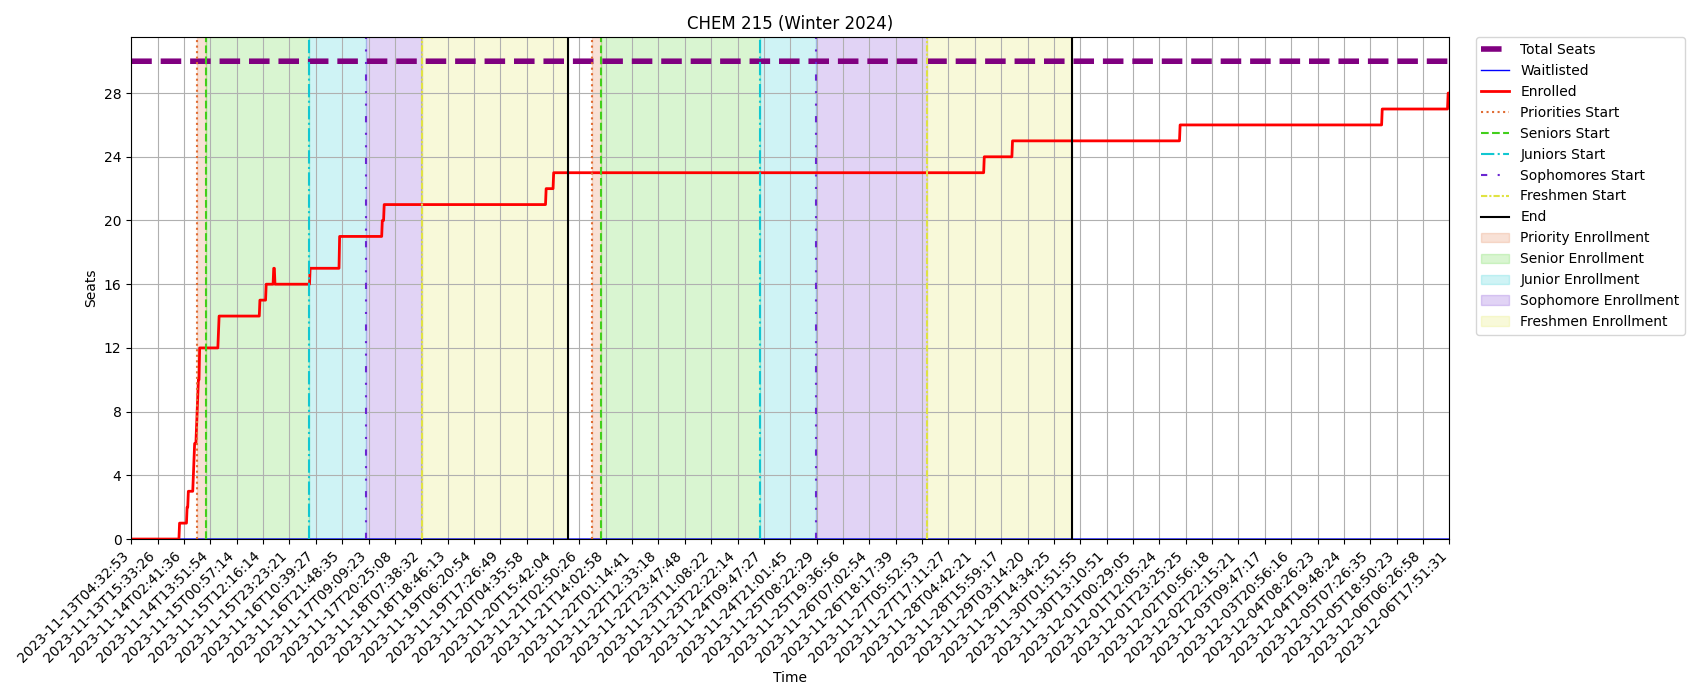 CHEM 215 (Winter 2024)
Total Seats
Waitlisted
Enrolled
Priorities Start
Seniors Start
Juniors Start
Sophomores Start
Freshmen Start
End
Priority Enrollment
Senior Enrollment
Junior Enrollment
Sophomore Enrollment
Freshmen Enrollment
Seats
28
24
20
16
12
8
4
0
2023-11-13T04:32:53
2023-11-13T15:33:26
2023-11-14T02:41:36
2023-11-14T13:51:54
2023-11-15T00:57:14
2023-11-15T12:16:14
2023-11-15T23:23:21
2023-11-16T10:39:27
2023-11-16T21:48:35
2023-11-17T09:09:23
2023-11-17T20:25:08
2023-11-18T07:38:32
2023-11-18T18:46:13
2023-11-19T06:20:54
2023-11-19T17:26:49
2023-11-20T04:35:58
2023-11-20T15:42:04
2023-11-21T02:50:26
2023-11-21T14:02:58
2023-11-22T01:14:41
2023-11-22T12:33:18
2023-11-22T23:47:48
2023-11-23T11:08:22
2023-11-23T22:22:14
2023-11-24T09:47:27
2023-11-24T21:01:45
2023-11-25T08:22:29
2023-11-25T19:36:56
2023-11-26T07:02:54
2023-11-26T18:17:39
2023-11-27T05:52:53
2023-11-27T17:11:27
2023-11-28T04:42:21
2023-11-28T15:59:17
2023-11-29T03:14:20
2023-11-29T14:34:25
2023-11-30T01:51:55
2023-11-30T13:10:51
2023-12-01T00:29:05
2023-12-01T12:05:24
2023-12-01T23:25:25
2023-12-02T10:56:18
2023-12-02T22:15:21
2023-12-03T09:47:17
2023-12-03T20:56:16
2023-12-04T08:26:23
2023-12-04T19:48:24
2023-12-05T07:26:35
2023-12-05T18:50:23
2023-12-06T06:26:58
2023-12-06T17:51:31
Time